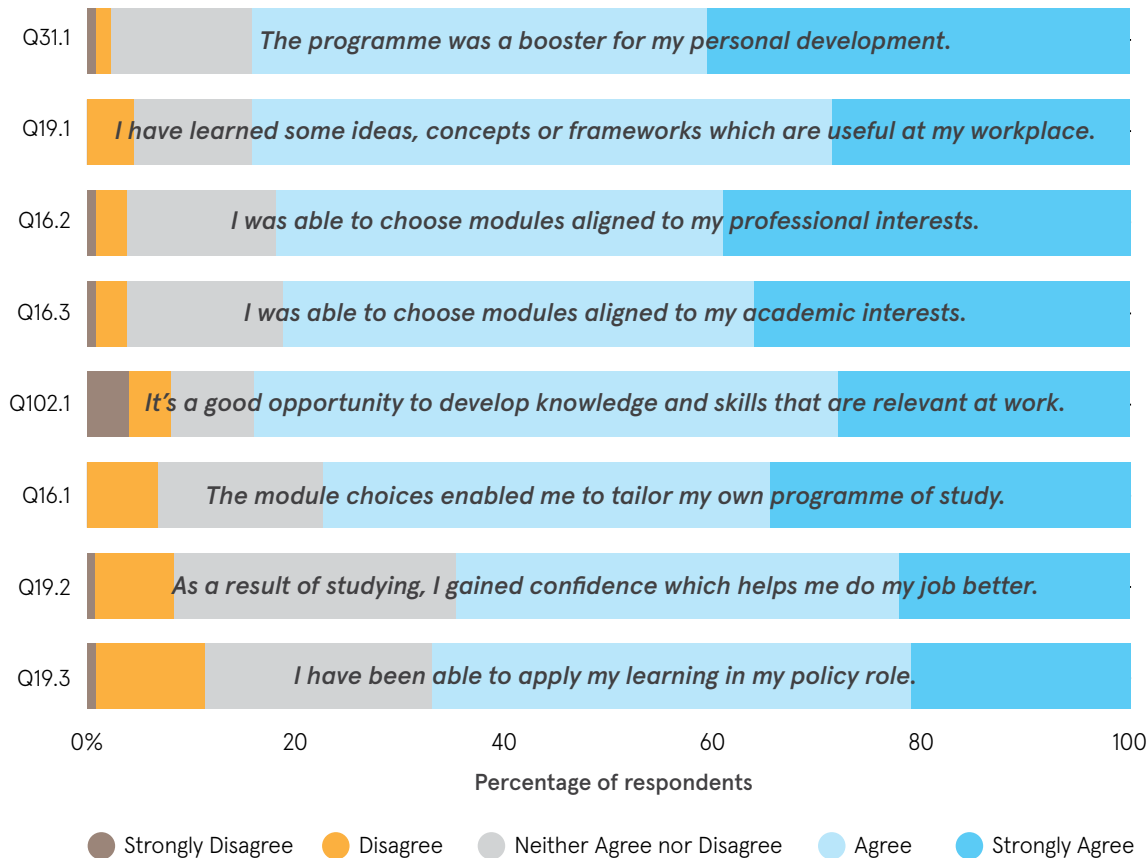 Q31.1 The programme was a booster for my personal development.
Q19.1 I have learned some ideas, concepts or frameworks which are useful at my workplace.
Q16.2 I was able to choose modules aligned to my professional interests.
Q16.3 I was able to choose modules aligned to my academic interests.
Q102.1 It's a good opportunity to develop knowledge and skills that are relevant at work.
Q16.1 The module choices enabled me to tailor my own programme of study.
Q19.2 As a result of studying, I gained confidence which helps me do my job better.
Q19.3 I have been able to apply my learning in my policy role.
0% 20 40 60 80 100
Percentage of respondents
Strongly Disagree Disagree Neither Agree nor Disagree Agree Strongly Agree